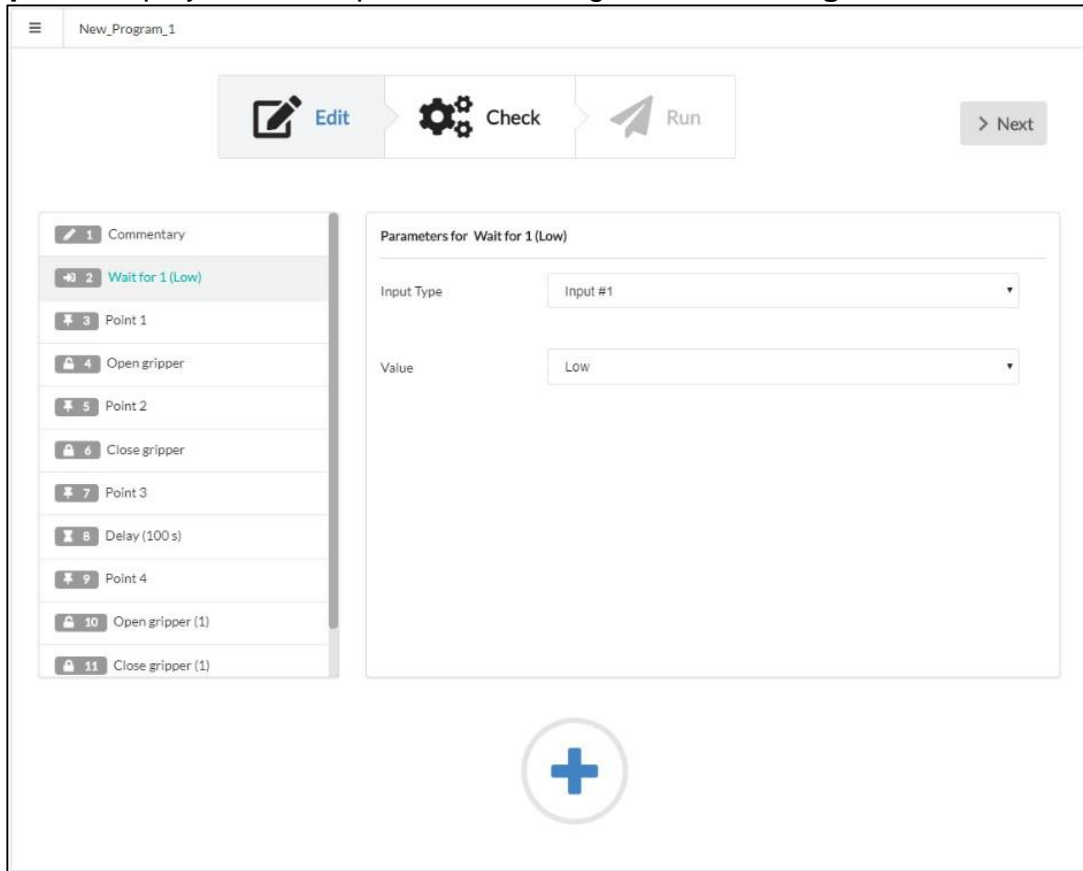 New_Program_1
Edit
Check
Run
Next
1 Commentary
2 Wait for 1 (Low)
3 Point 1
4 Open gripper
5 Point 2
6 Close gripper
7 Point 3
8 Delay (100 s)
9 Point 4
10 Open gripper (1)
11 Close gripper (1)
Parameters for Wait for 1 (Low)
Input Type Input #1
Value Low